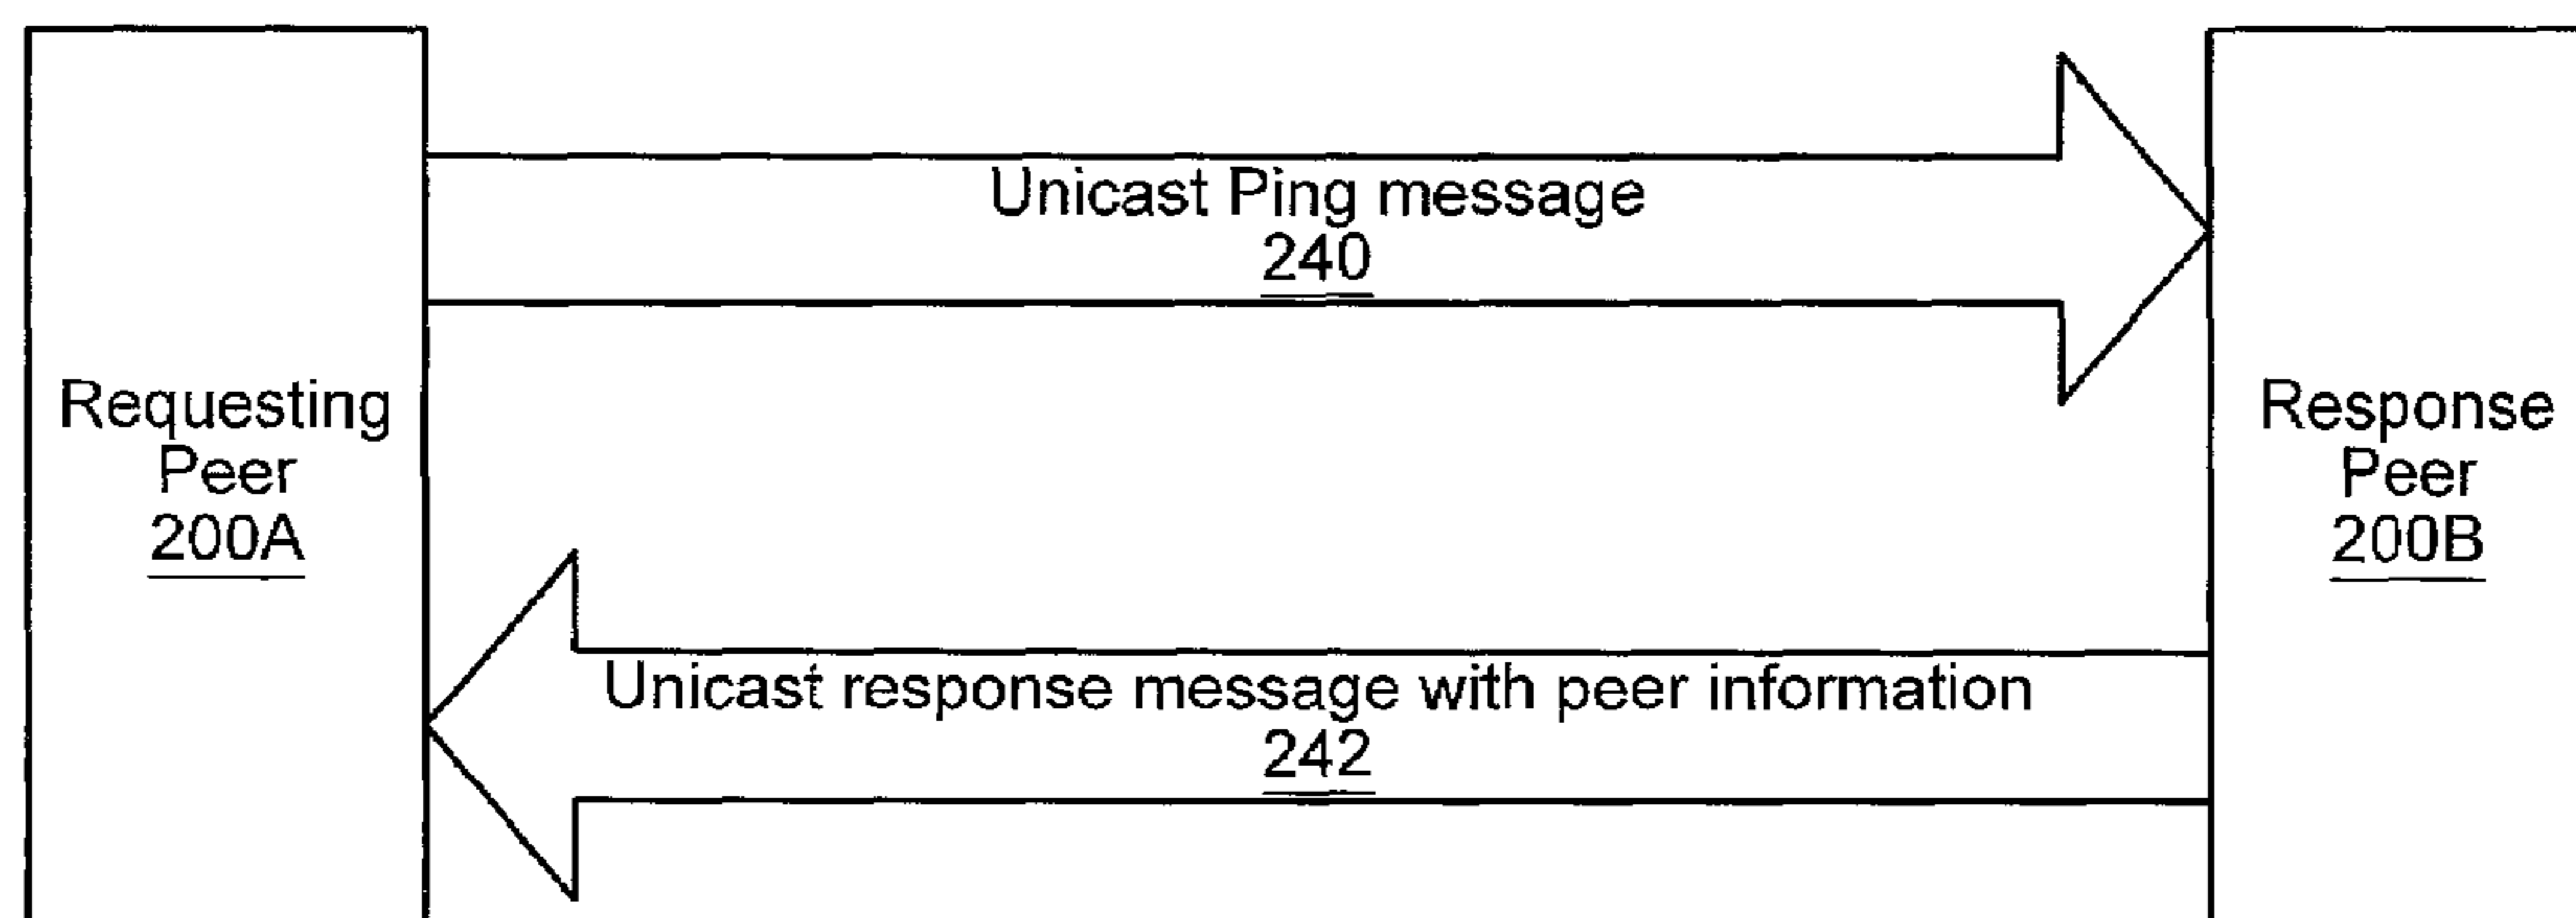 Unicast Ping message
240
Requesting
Peer
200A
Response
Peer
200B
Unicast response message with peer information
242